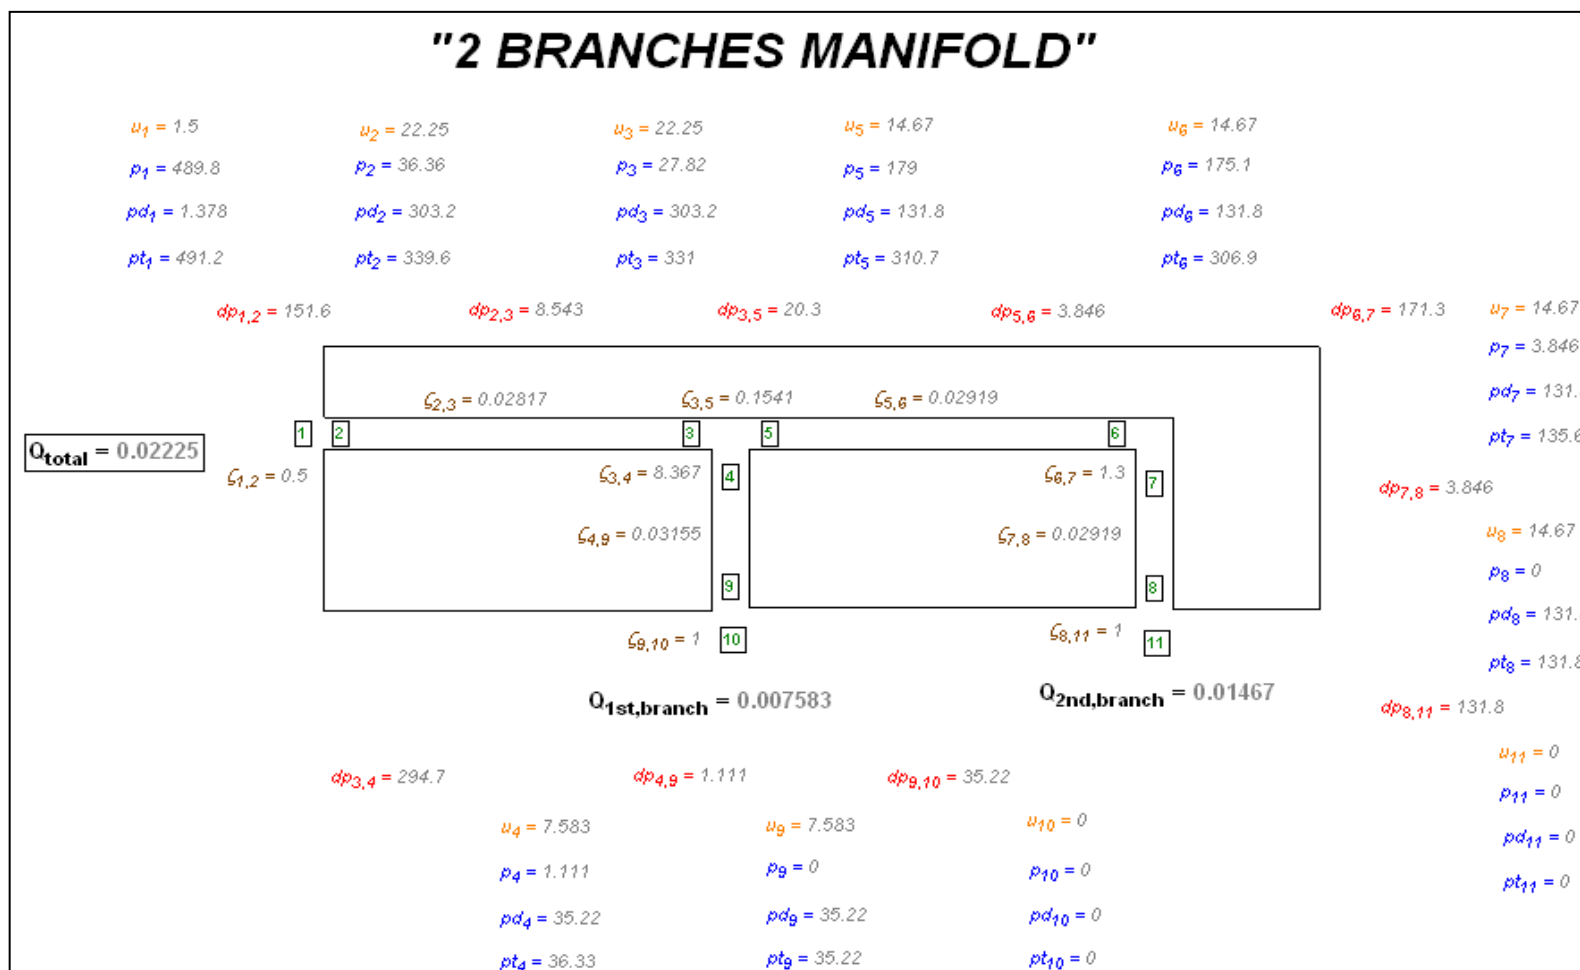 "2 BRANCHES MANIFOLD"
u1 = 1.5
u2 = 22.25
u3 = 22.25
u5 = 14.67
u6 = 14.67
p1 = 489.8
p2 = 36.36
p3 = 27.82
p5 = 179
p6 = 175.1
pd1 = 1.378
pd2 = 303.2
pd3 = 303.2
pd5 = 131.8
pd6 = 131.8
pt1 = 491.2
pt2 = 339.6
pt3 = 331
pt5 = 310.7
pt6 = 306.9
dp1,2 = 151.6
dp2,3 = 8.543
dp3,5 = 20.3
dp5,6 = 3.846
dp6,7 = 171.3
u7 = 14.67
p7 = 3.846
pd7 = 131.
pt7 = 135.6
ζ2,3 = 0.02817
ζ3,5 = 0.1541
ζ5,6 = 0.02919
1
2
3
5
6
Qtotal = 0.02225
ζ1,2 = 0.5
ζ3,4 = 8.367
4
ζ6,7 = 1.3
7
dp7,8 = 3.846
ζ4,9 = 0.03155
ζ7,8 = 0.02919
u8 = 14.67
p8 = 0
pd8 = 131.
pt8 = 131.8
9
8
ζ9,10 = 1
10
ζ8,11 = 1
11
Q1st,branch = 0.007583
Q2nd,branch = 0.01467
dp8,11 = 131.8
u11 = 0
p11 = 0
pd11 = 0
pt11 = 0
dp3,4 = 294.7
dp4,9 = 1.111
dp9,10 = 35.22
u4 = 7.583
u9 = 7.583
u10 = 0
p4 = 1.111
p9 = 0
p10 = 0
pd4 = 35.22
pd9 = 35.22
pd10 = 0
pt4 = 36.33
pt9 = 35.22
pt10 = 0